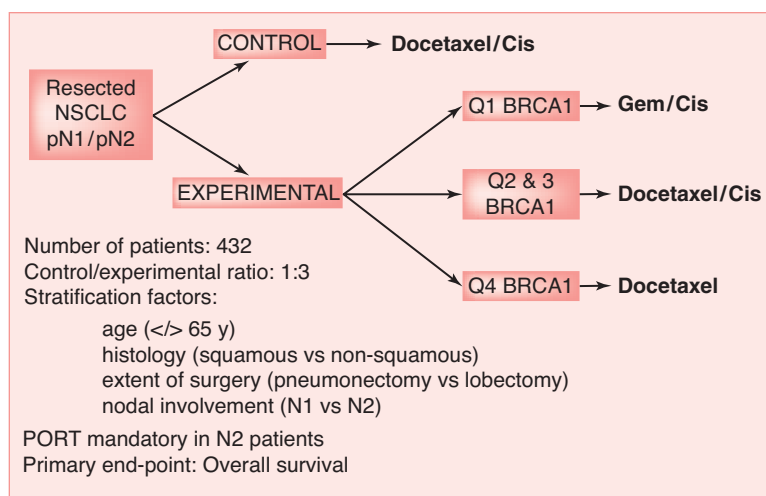 CONTROL
Docetaxel/Cis
Resected
NSCLC
pN1/pN2
EXPERIMENTAL
Q1 BRCA1
Gem/Cis
Q2 & 3
BRCA1
Docetaxel/Cis
Q4 BRCA1
Docetaxel
Number of patients: 432
Control/experimental ratio: 1:3
Stratification factors:
age (</> 65 y)
histology (squamous vs non-squamous)
extent of surgery (pneumonectomy vs lobectomy)
nodal involvement (N1 vs N2)
PORT mandatory in N2 patients
Primary end-point: Overall survival